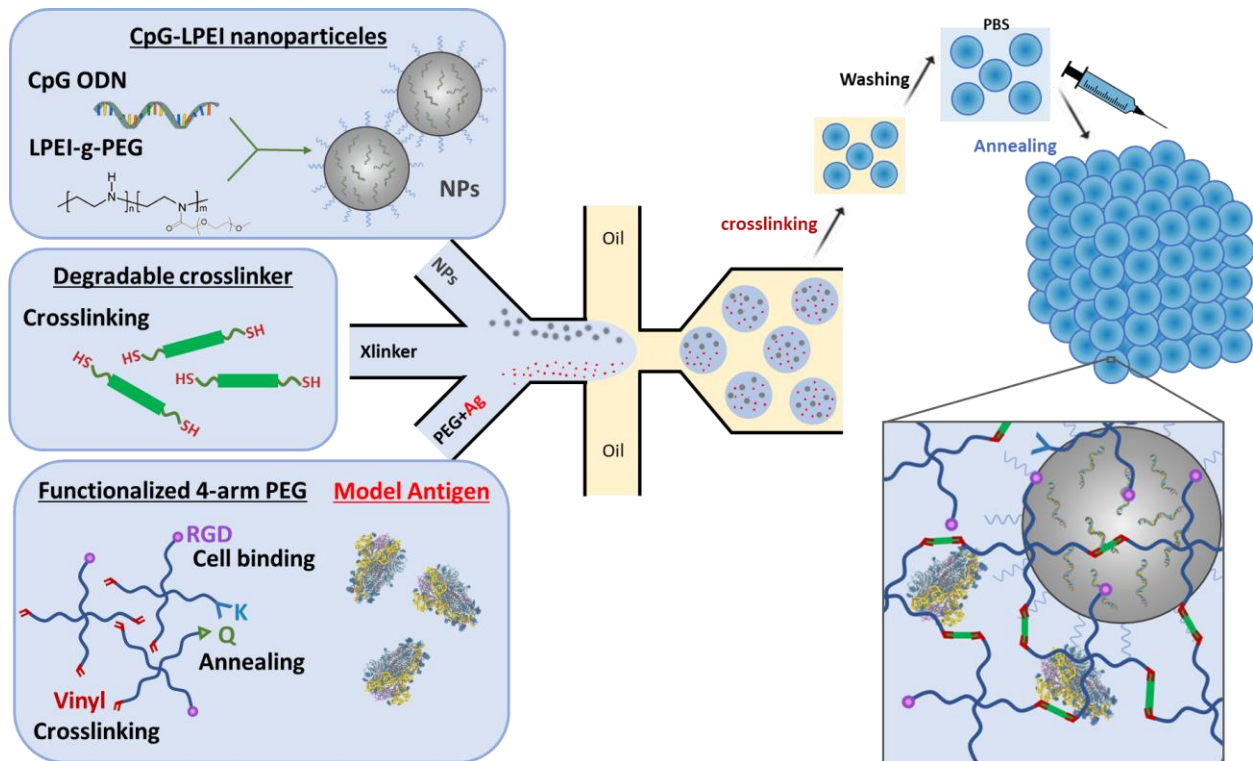 CpG-LPEI nanoparticeles
CpG ODN
LPEI-g-PEG
H
N
n
N
m
O
O
O
NPs
Degradable crosslinker
Crosslinking
HS
SH
HS
SH
HS
SH
Functionalized 4-arm PEG
Model Antigen
RGD
Cell binding
K
Q
Annealing
Vinyl
Crosslinking
NPs
Xlinker
PEG+Ag
Oil
Oil
crosslinking
Washing
PBS
Annealing
K